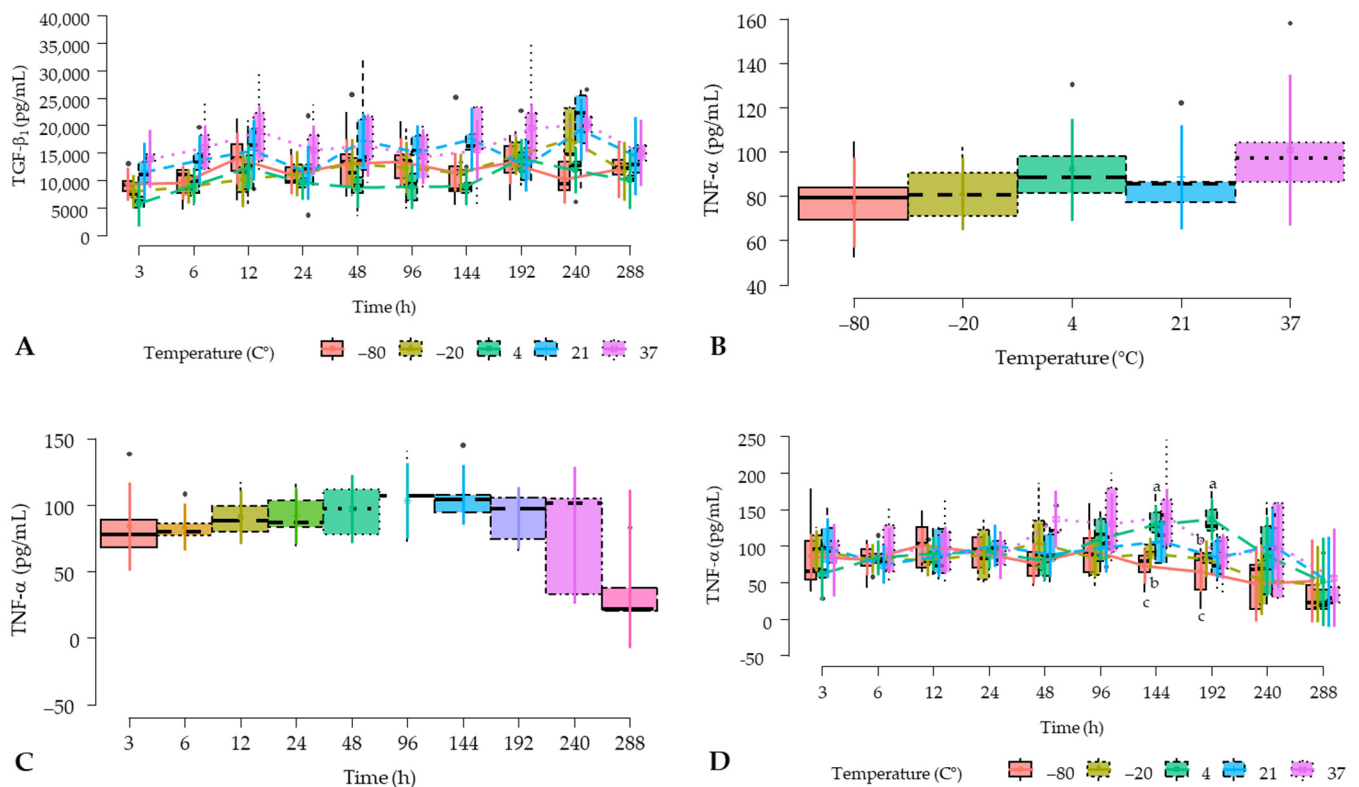 40,000
35,000
30,000
25,000
20,000
15,000
10,000
5000
0
TGF-β₁ (pg/mL)
3 6 12 24 48 96 144 192 240 288
Time (h)
A
Temperature (C°) −80 −20 4 21 37
160
140
120
100
80
60
40
TNF-α (pg/mL)
−80 −20 4 21 37
B
Temperature (°C)
150
100
50
0
−50
TNF-α (pg/mL)
3 6 12 24 48 96 144 192 240 288
C
Time (h)
250
200
150
100
50
0
-50
TNF-α(pg/mL)
a a
b
b
c
c
3 6 12 24 48 96 144 192 240 288
Time (h)
D
Temperature (C°) −80 −20 4 21 37